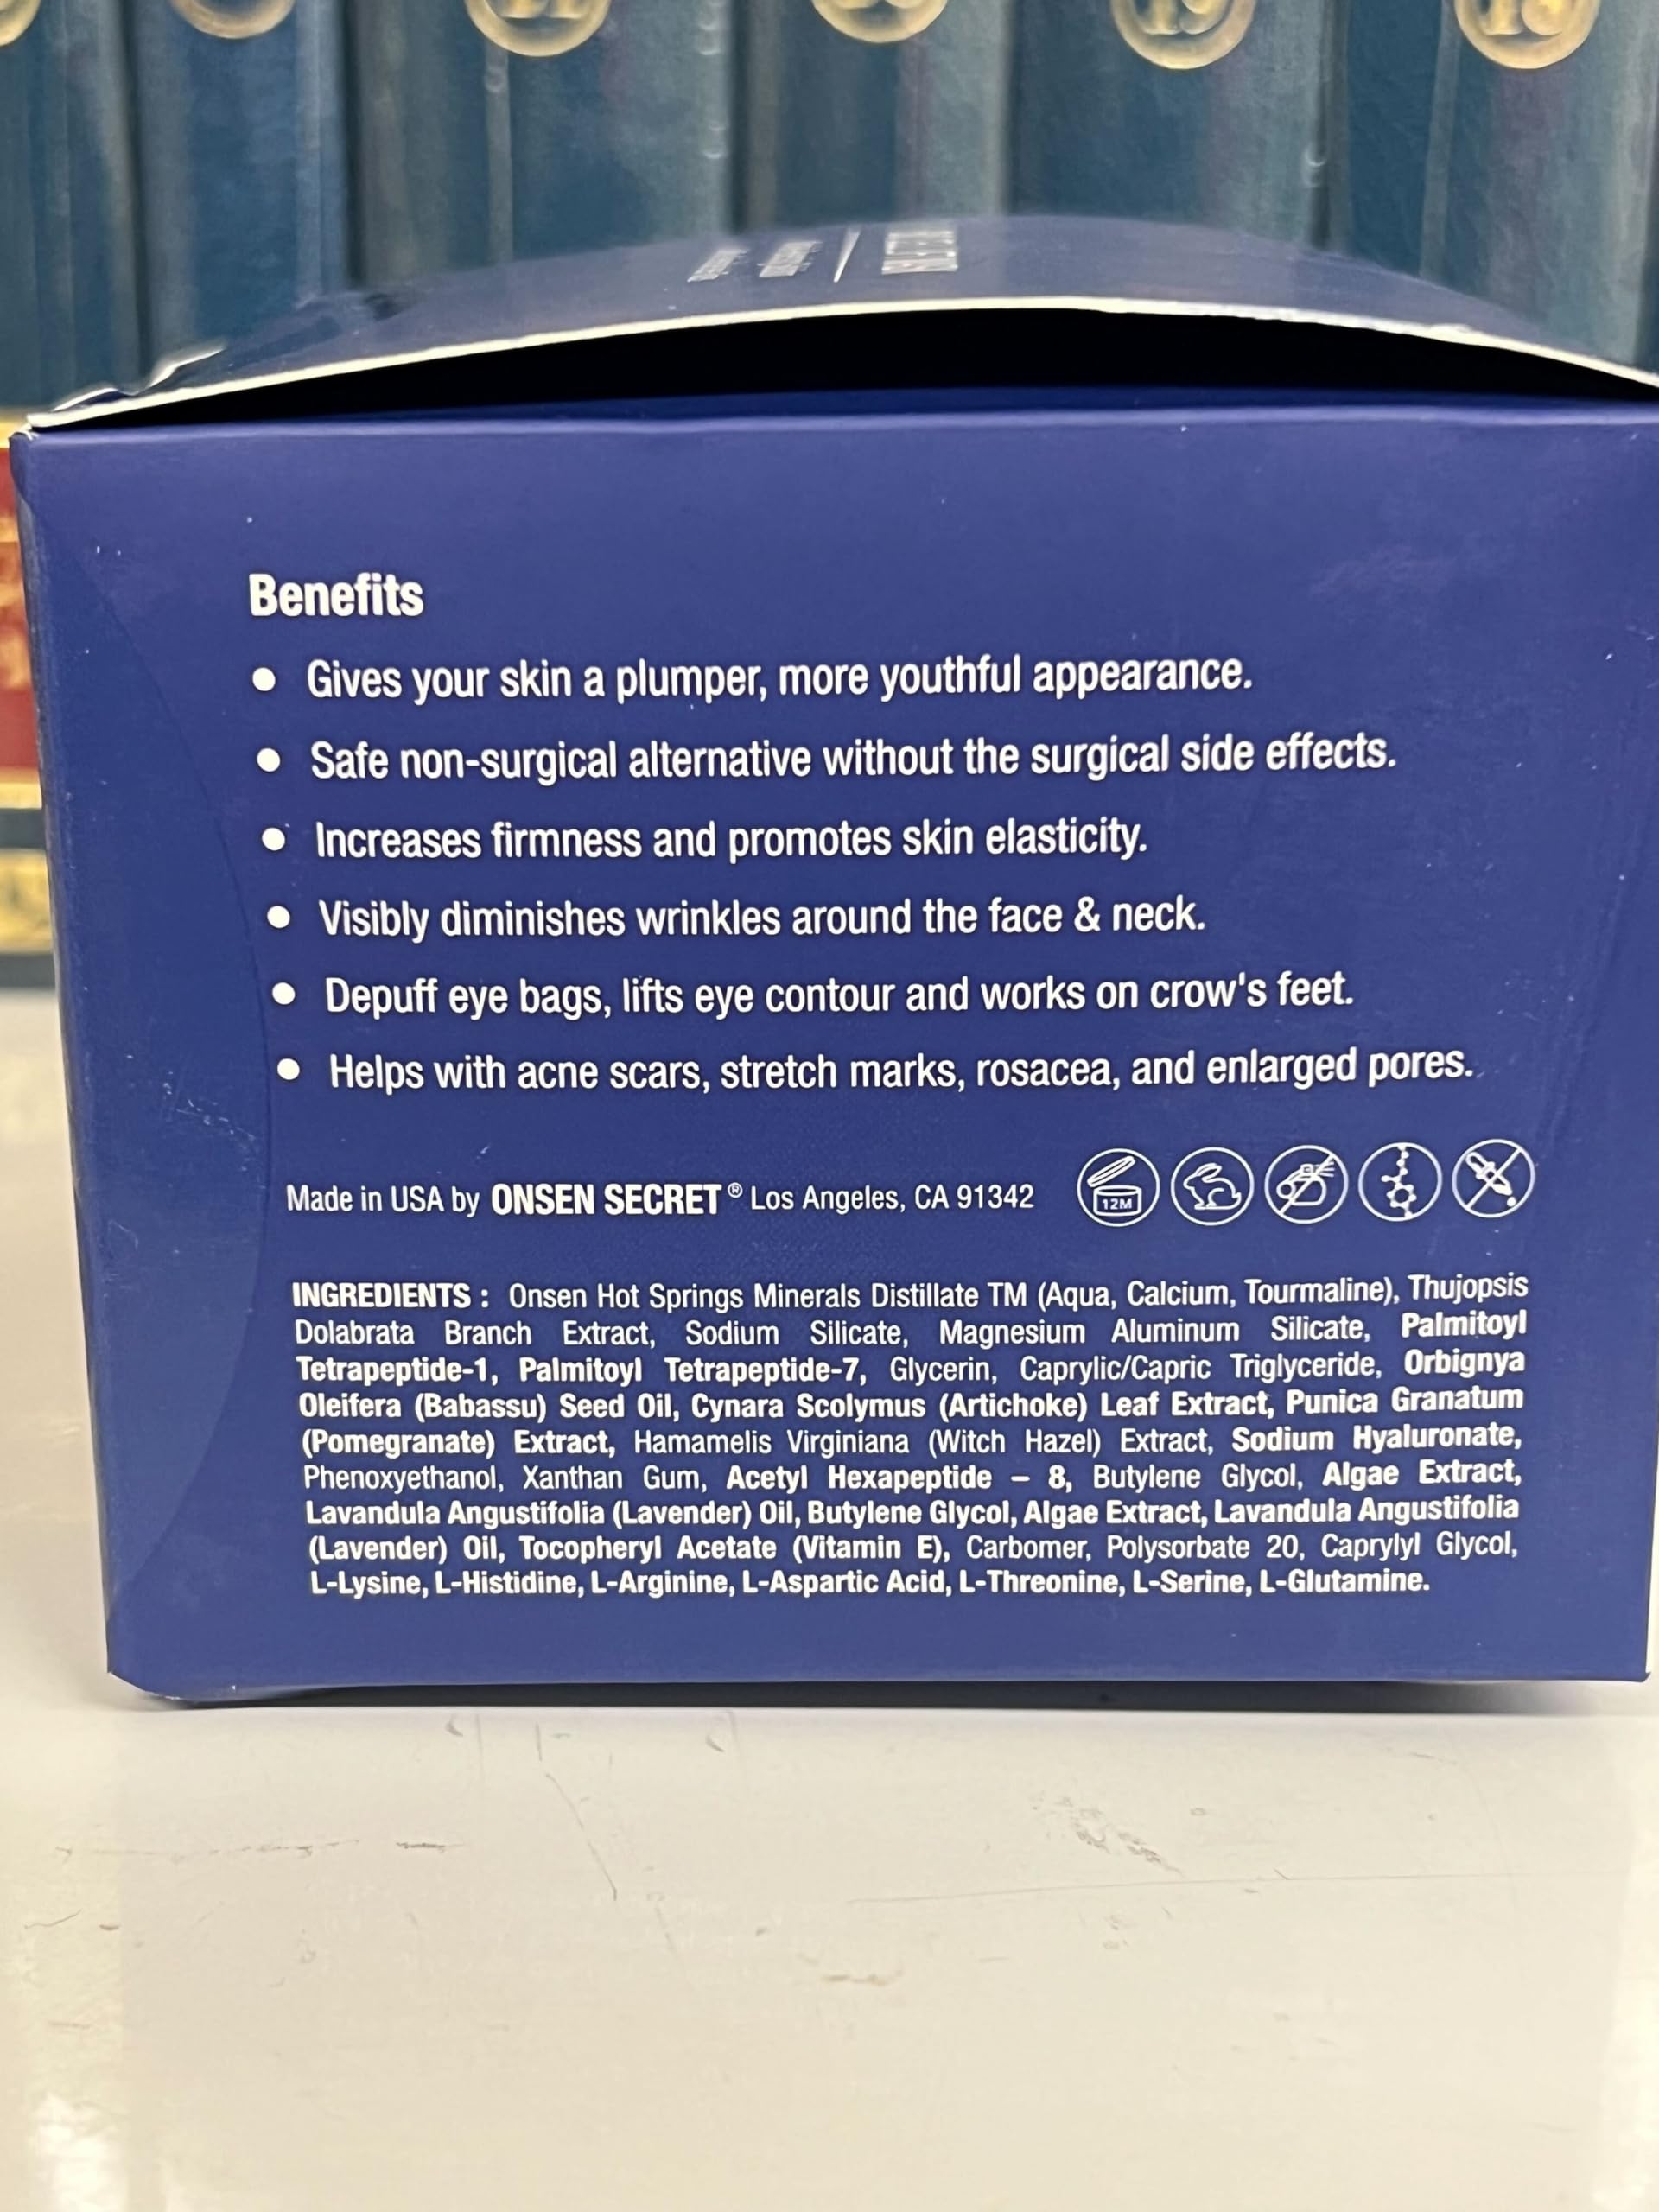 Benefits
• Gives your skin a plumper, more youthful appearance.
• Safe non-surgical alternative without the surgical side effects.
• Increases firmness and promotes skin elasticity.
• Visibly diminishes wrinkles around the face & neck.
• Depuff eye bags, lifts eye contour and works on crow's feet.
• Helps with acne scars, stretch marks, rosacea, and enlarged pores.
Made in USA by ONSEN SECRET® Los Angeles, CA 91342
12M
INGREDIENTS : Onsen Hot Springs Minerals Distillate TM (Aqua, Calcium, Tourmaline), Thujopsis
Dolabrata Branch Extract, Sodium Silicate, Magnesium Aluminum Silicate, Palmitoyl
Tetrapeptide-1, Palmitoyl Tetrapeptide-7, Glycerin, Caprylic/Capric Triglyceride, Orbignya
Oleifera (Babassu) Seed Oil, Cynara Scolymus (Artichoke) Leaf Extract, Punica Granatum
(Pomegranate) Extract, Hamamelis Virginiana (Witch Hazel) Extract, Sodium Hyaluronate,
Phenoxyethanol, Xanthan Gum, Acetyl Hexapeptide – 8, Butylene Glycol, Algae Extract,
Lavandula Angustifolia (Lavender) Oil, Butylene Glycol, Algae Extract, Lavandula Angustifolia
(Lavender) Oil, Tocopheryl Acetate (Vitamin E), Carbomer, Polysorbate 20, Caprylyl Glycol,
L-Lysine, L-Histidine, L-Arginine, L-Aspartic Acid, L-Threonine, L-Serine, L-Glutamine.